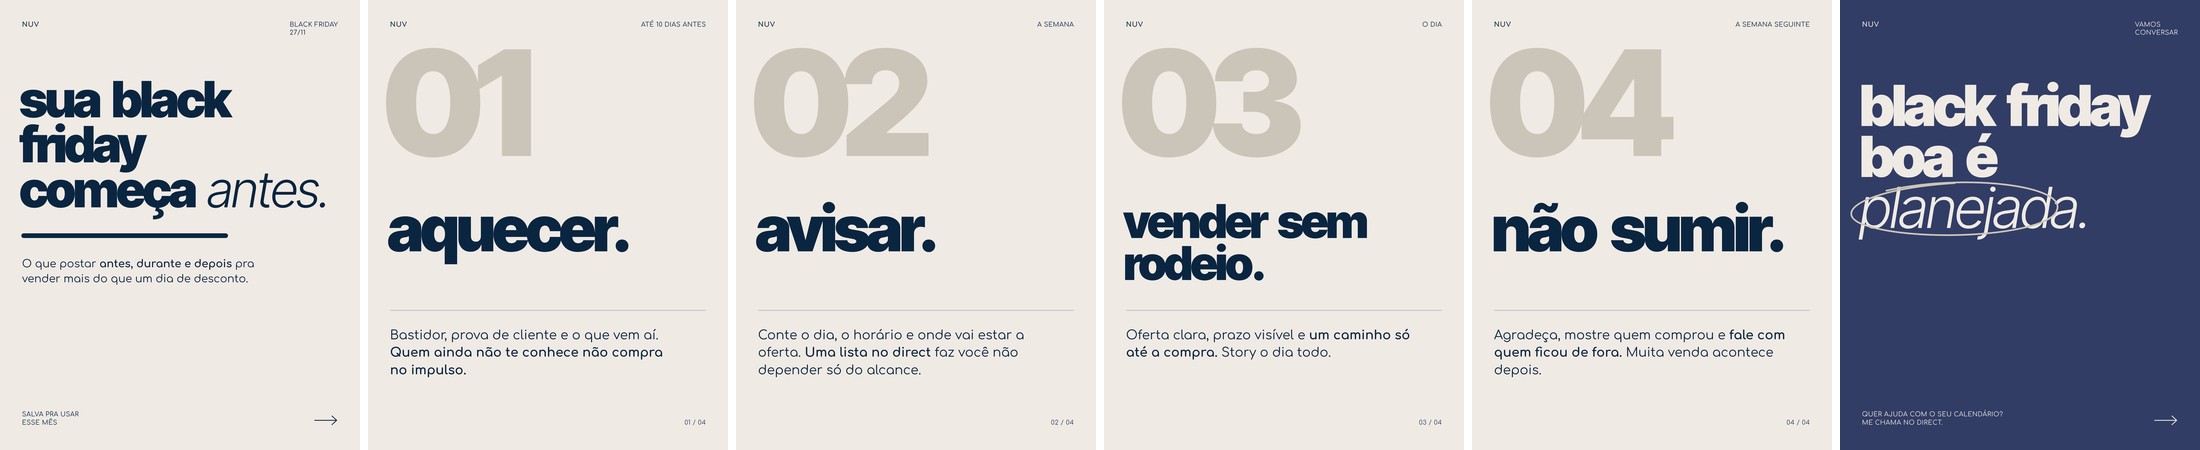 NUV
BLACK FRIDAY
27/11
sua black
friday
começa antes.
O que postar antes, durante e depois pra
vender mais do que um dia de desconto.
SALVA PRA USAR
ESSE MÊS
NUV
ATÉ 10 DIAS ANTES
01
aquecer.
Bastidor, prova de cliente e o que vem aí.
Quem ainda não te conhece não compra
no impulso.
01 / 04
NUV
A SEMANA
02
avisar.
Conte o dia, o horário e onde vai estar a
oferta. Uma lista no direct faz você não
depender só do alcance.
02 / 04
NUV
O DIA
03
vender sem
rodeio.
Oferta clara, prazo visível e um caminho só
até a compra. Story o dia todo.
03 / 04
NUV
A SEMANA SEGUINTE
04
não sumir.
Agradeça, mostre quem comprou e fale com
quem ficou de fora. Muita venda acontece
depois.
04 / 04
NUV
VAMOS
CONVERSAR
black friday
boa é
planejada.
QUER AJUDA COM O SEU CALENDÁRIO?
ME CHAMA NO DIRECT.